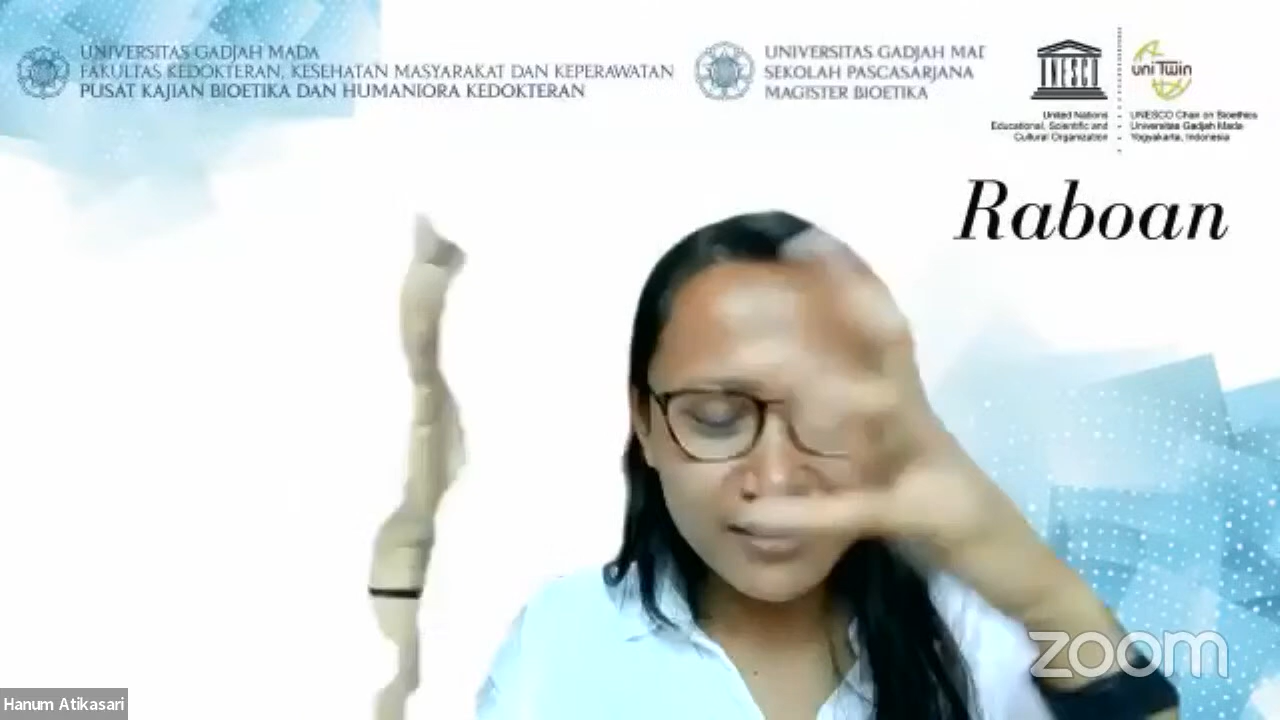 UNIVERSITAS GADJAH MADA
FAKULTAS KEDOKTERAN, KESEHATAN MASYARAKAT DAN KEPERAWATAN
PUSAT KAJIAN BIOETIKA DAN HUMANIORA KEDOKTERAN
UNIVERSITAS GADJAH MAD
SEKOLAH PASCASARJANA
MAGISTER BIOETIKA
UNESCO
United Nations
Educational, Scientific and
Cultural Organization
uniTwin
UNESCO Chair on Bioethics
Universitas Gadjah Mada
Yogyakarta, Indonesia
Raboan
zoom
Hanum Atikasari